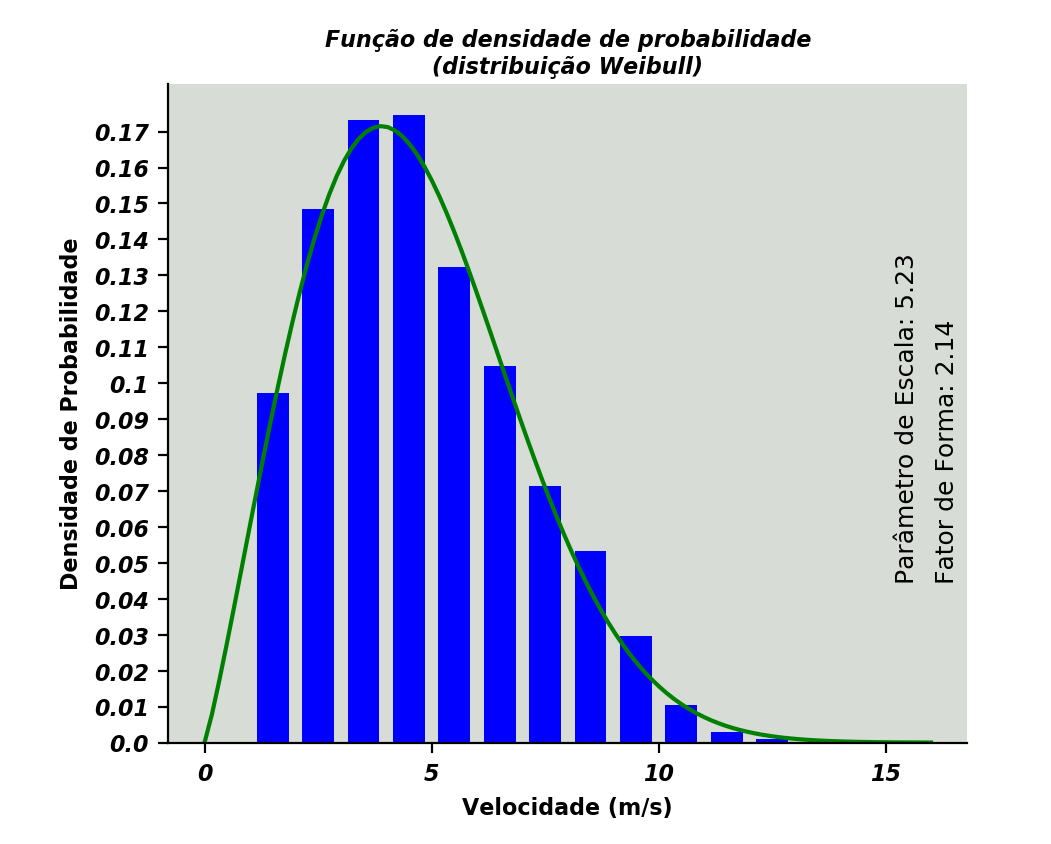 Função de densidade de probabilidade
(distribuição Weibull)
Densidade de Probabilidade
0.17
0.16
0.15
0.14
0.13
0.12
0.11
0.1
0.09
0.08
0.07
0.06
0.05
0.04
0.03
0.02
0.01
0.0
Parâmetro de Escala: 5.23
Fator de Forma: 2.14
0 5 10 15
Velocidade (m/s)